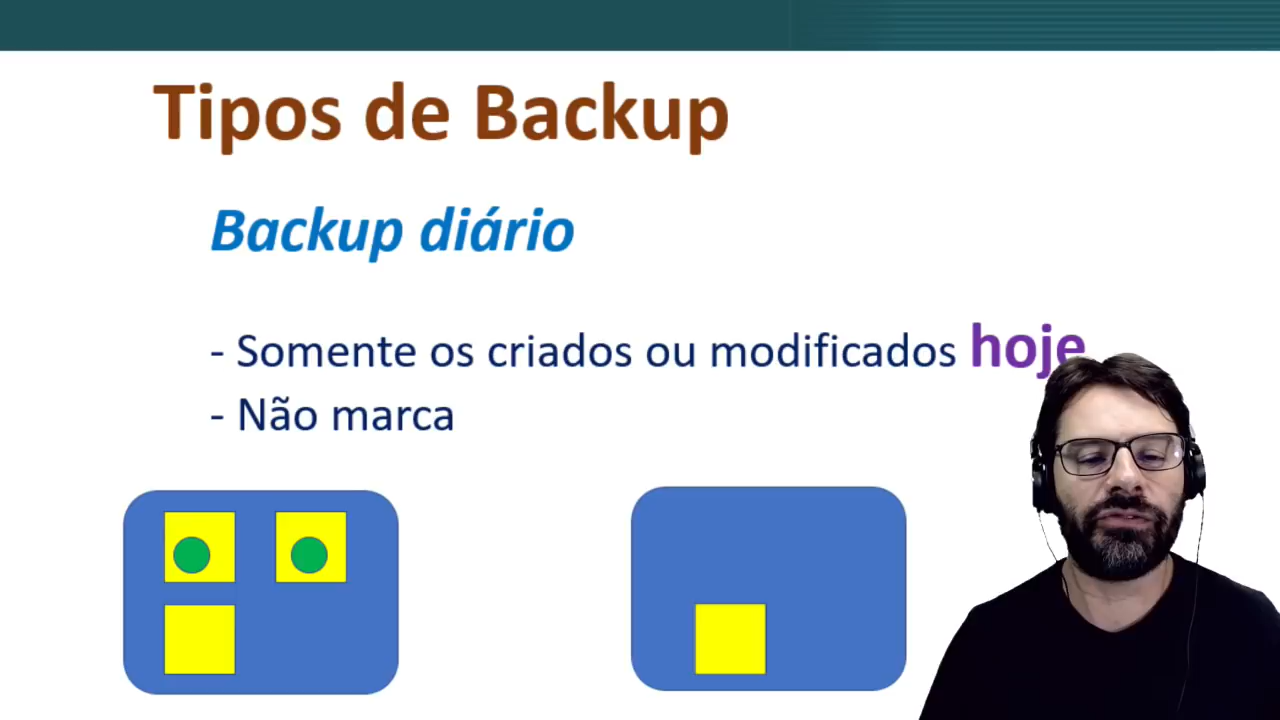 Tipos de Backup
Backup diário
- Somente os criados ou modificados hoje
- Não marca